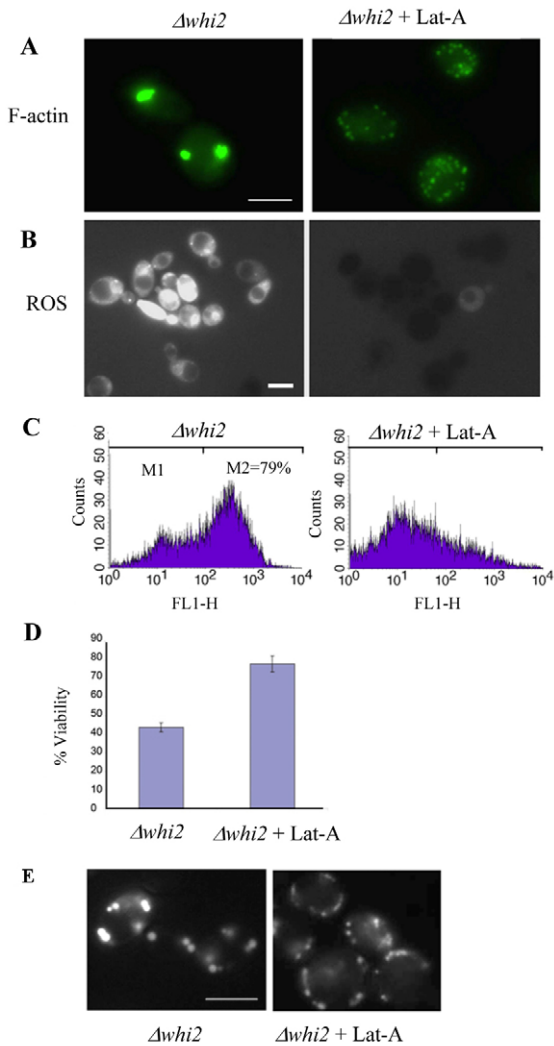 Δwhi2 Δwhi2 + Lat-A
A
F-actin
B
ROS
C
Δwhi2 Δwhi2 + Lat-A
60 60
50 50
40 40
30 30
20 20
10 10
0 0
Counts Counts
M1 M2=79%
10⁰ 10¹ 10² 10³ 10⁴ 10⁰ 10¹ 10² 10³ 10⁴
FL1-H FL1-H
D
% Viability
90
80
70
60
50
40
30
20
10
0
Δwhi2 Δwhi2 + Lat-A
E
Δwhi2 Δwhi2 + Lat-A